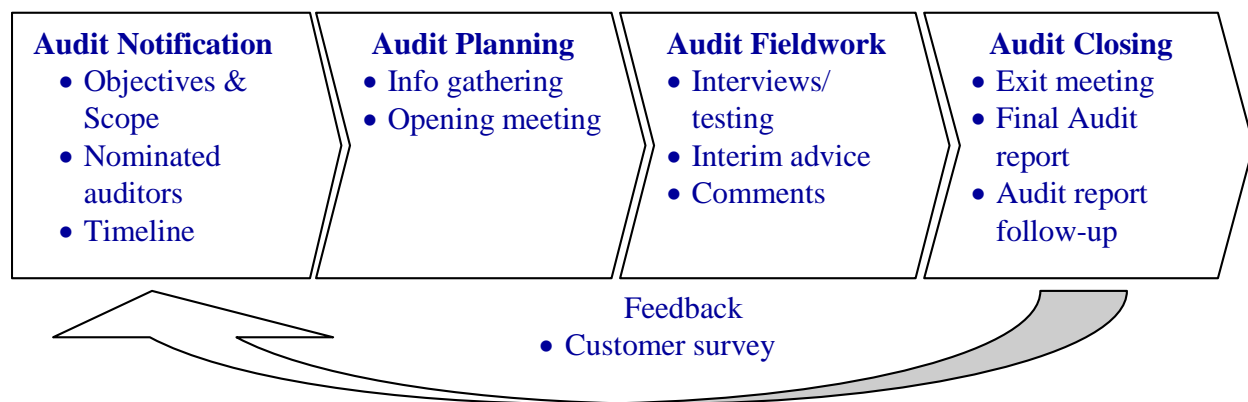 Audit Notification
• Objectives &
Scope
• Nominated
auditors
• Timeline
Audit Planning
• Info gathering
• Opening meeting
Audit Fieldwork
• Interviews/
testing
• Interim advice
• Comments
Audit Closing
• Exit meeting
• Final Audit
report
• Audit report
follow-up
Feedback
• Customer survey